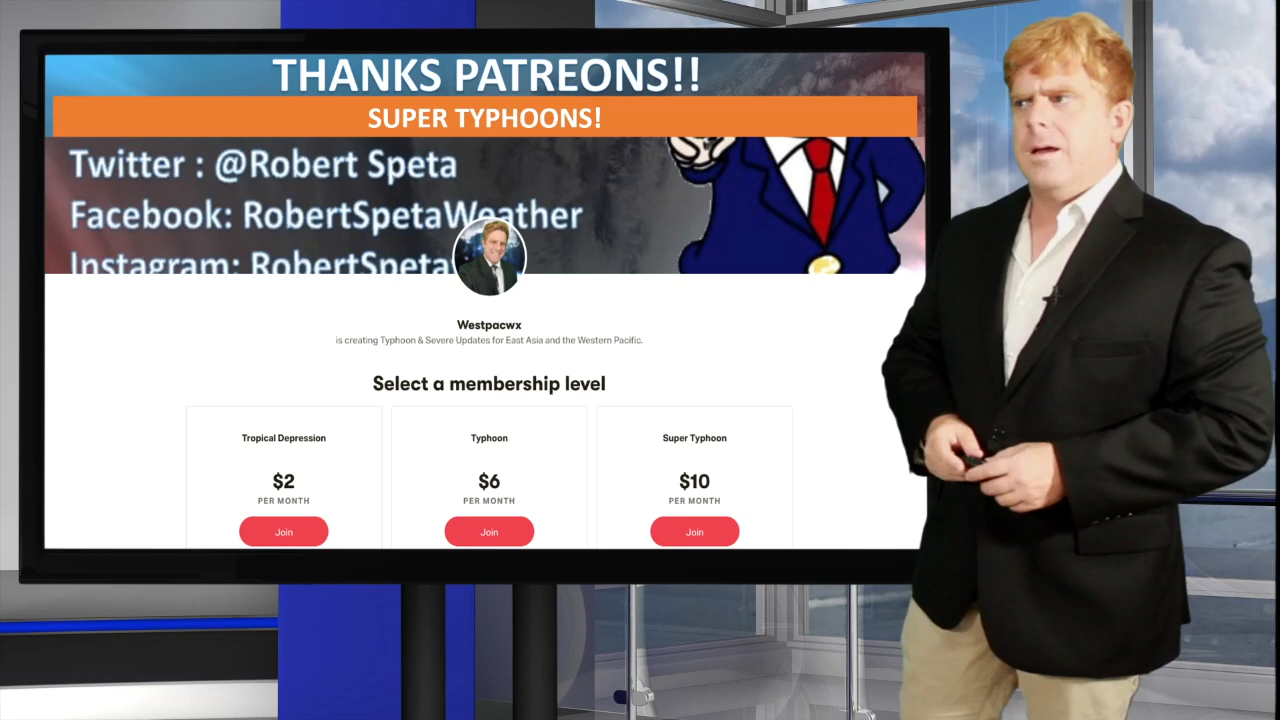 THANKS PATREONS!!
SUPER TYPHOONS!
Twitter : @Robert Speta
Facebook: RobertSpetaWeather
Instagram: RobertSpeta
Westpacwx
is creating Typhoon & Severe Updates for East Asia and the Western Pacific.
Select a membership level
Tropical Depression
Typhoon
Super Typhoon
$2
$6
$10
PER MONTH
PER MONTH
PER MONTH
Join
Join
Join